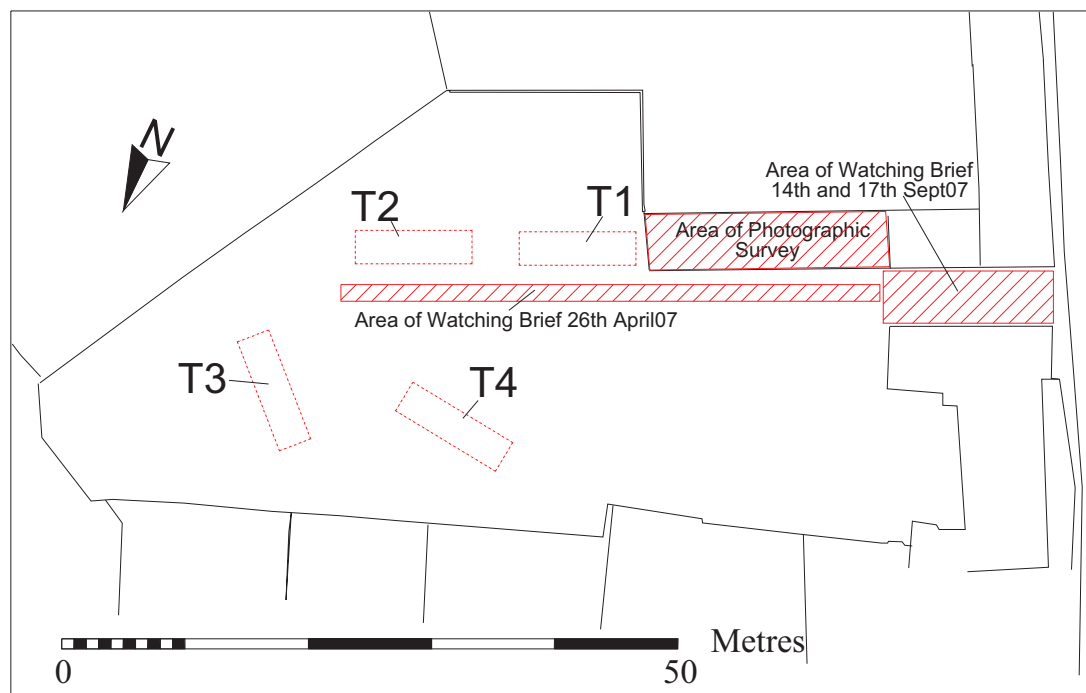 N
Area of Watching Brief
14th and 17th Sept07
T2
T1
Area of Photographic
Survey
Area of Watching Brief 26th April07
T3
T4
Metres
0
50